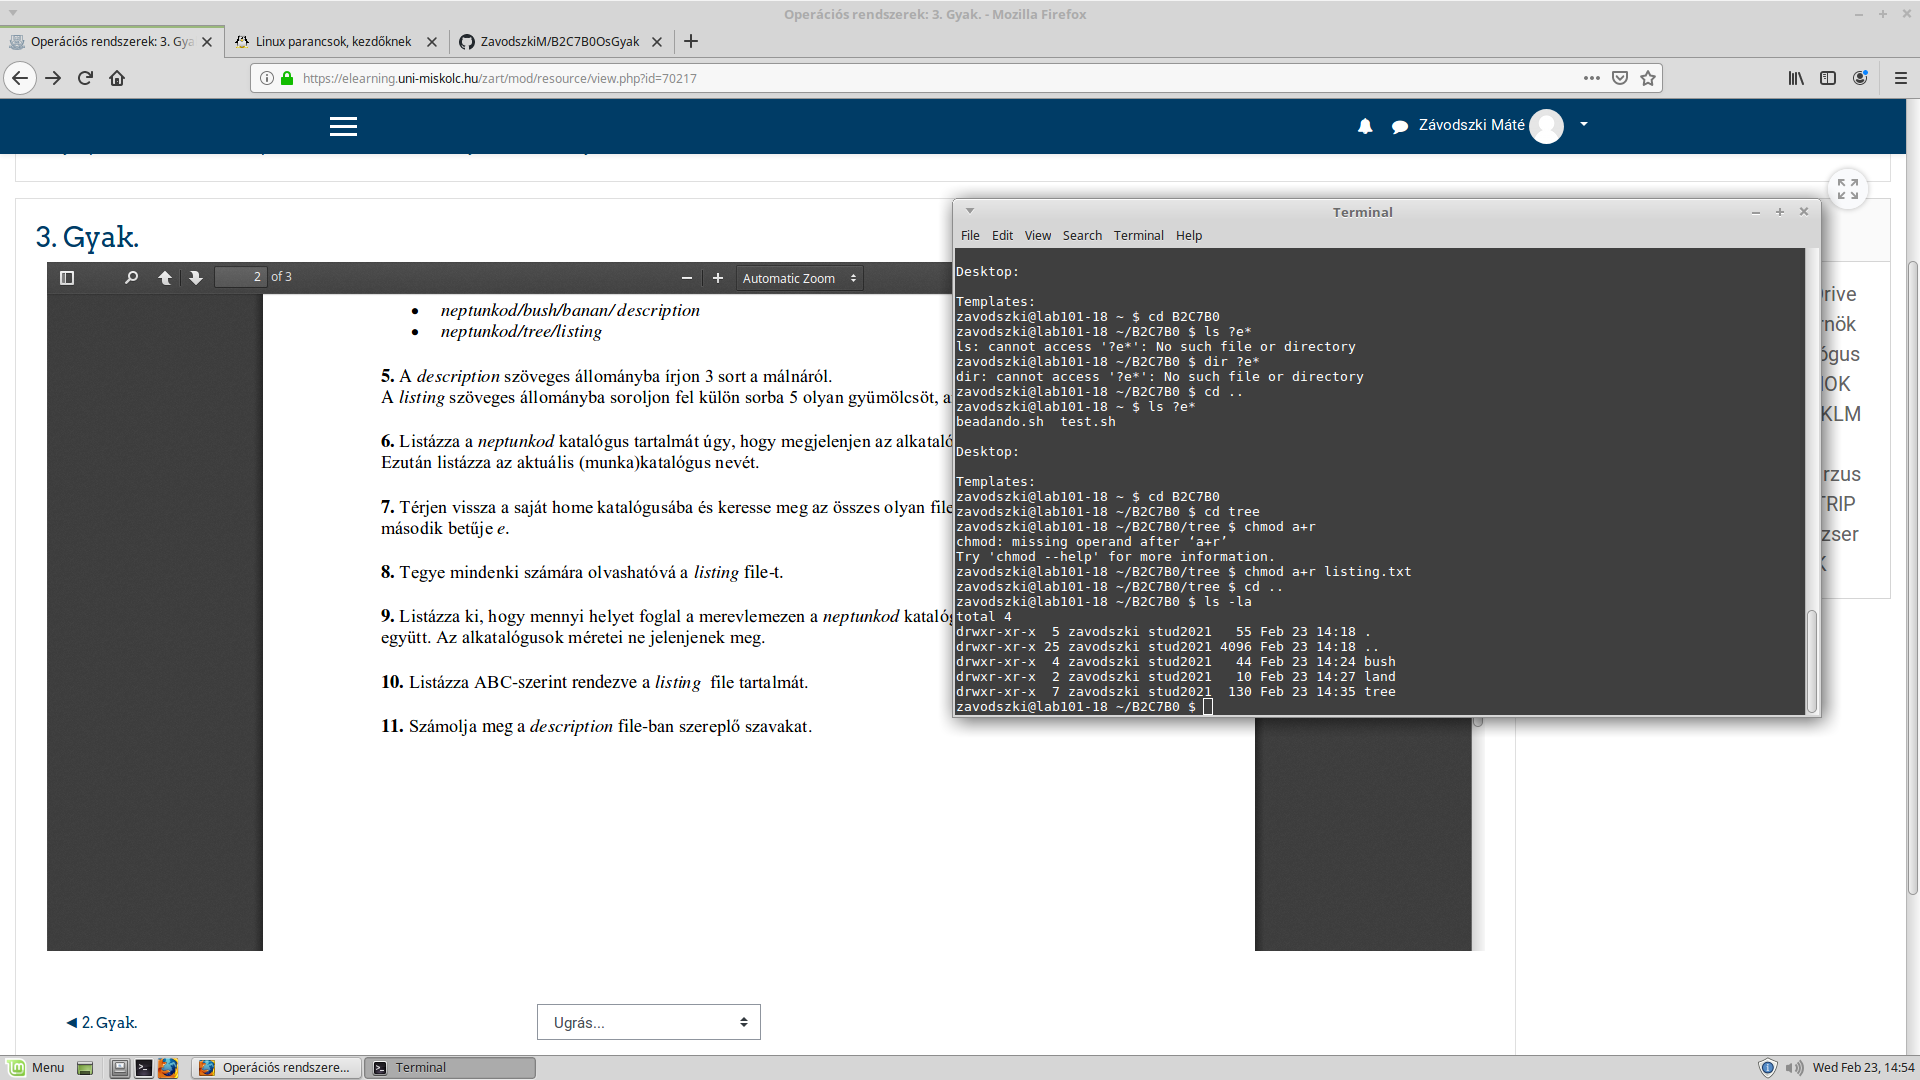 Operációs rendszerek: 3. Gyak. - Mozilla Firefox
Operációs rendszerek: 3. Gya
Linux parancsok, kezdőknek
ZavodszkiM/B2C7B0OsGyak
https://elearning.uni-miskolc.hu/zart/mod/resource/view.php?id=70217
Závodszki Máté
3. Gyak.
2 of 3
Automatic Zoom
• neptunkod/bush/banan/ description
• neptunkod/tree/listing
5. A description szöveges állományba írjon 3 sort a málnáról.
A listing szöveges állományba soroljon fel külön sorba 5 olyan gyümölcsöt, a
6. Listázza a neptunkod katalógus tartalmát úgy, hogy megjelenjen az alkataló
Ezután listázza az aktuális (munka)katalógus nevét.
7. Térjen vissza a saját home katalógusába és keresse meg az összes olyan file
második betűje e.
8. Tegye mindenki számára olvashatóvá a listing file-t.
9. Listázza ki, hogy mennyi helyet foglal a merevlemezen a neptunkod kataló
együtt. Az alkatalógusok méretei ne jelenjenek meg.
10. Listázza ABC-szerint rendezve a listing file tartalmát.
11. Számolja meg a description file-ban szereplő szavakat.
Terminal
File Edit View Search Terminal Help
Desktop:
Templates:
zavodszki@lab101-18 ~ $ cd B2C7B0
zavodszki@lab101-18 ~/B2C7B0 $ ls ?e*
ls: cannot access '?e*': No such file or directory
zavodszki@lab101-18 ~/B2C7B0 $ dir ?e*
dir: cannot access '?e*': No such file or directory
zavodszki@lab101-18 ~/B2C7B0 $ cd ..
zavodszki@lab101-18 ~ $ ls ?e*
beadando.sh  test.sh
Desktop:
Templates:
zavodszki@lab101-18 ~ $ cd B2C7B0
zavodszki@lab101-18 ~/B2C7B0 $ cd tree
zavodszki@lab101-18 ~/B2C7B0/tree $ chmod a+r
chmod: missing operand after ‘a+r’
Try 'chmod --help' for more information.
zavodszki@lab101-18 ~/B2C7B0/tree $ chmod a+r listing.txt
zavodszki@lab101-18 ~/B2C7B0/tree $ cd ..
zavodszki@lab101-18 ~/B2C7B0 $ ls -la
total 4
drwxr-xr-x  5 zavodszki stud2021   55 Feb 23 14:18 .
drwxr-xr-x 25 zavodszki stud2021 4096 Feb 23 14:18 ..
drwxr-xr-x  4 zavodszki stud2021   44 Feb 23 14:24 bush
drwxr-xr-x  2 zavodszki stud2021   10 Feb 23 14:27 land
drwxr-xr-x  7 zavodszki stud2021  130 Feb 23 14:35 tree
zavodszki@lab101-18 ~/B2C7B0 $
rive
rnök
ógus
OK
KLM
rzus
TRIP
zser
K
◄ 2. Gyak.
Ugrás...
Menu
Operációs rendszere...
Terminal
Wed Feb 23, 14:54